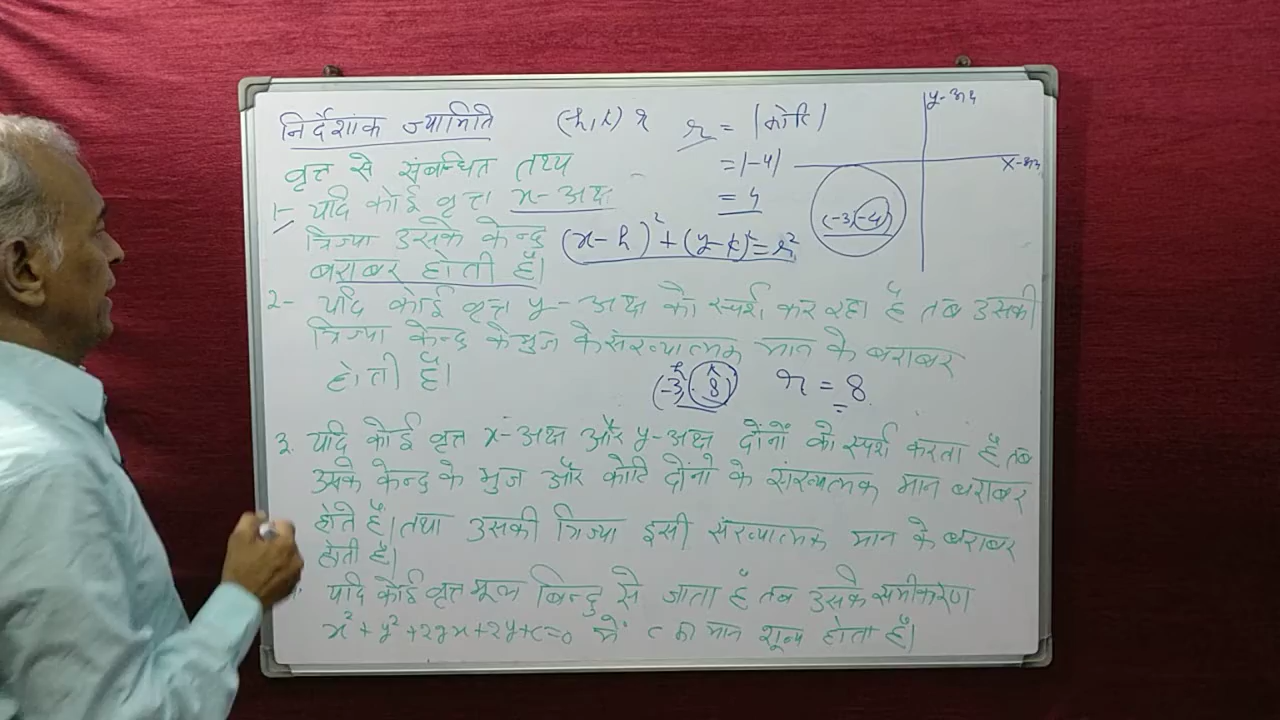 निर्देशांक ज्यामिति
(h, k) r
r = |कोटि|
= |-4|
= 4
y-अक्ष
x-अक्ष
(-3, -4)
वृत्त से संबन्धित तथ्य
1- यदि कोई वृत्त x-अक्ष
त्रिज्या उसके केन्द्र
बराबर होती है।
(x-h)² + (y-k)² = r²
2- यदि कोई वृत्त y-अक्ष को स्पर्श कर रहा है तब उसकी
त्रिज्या केन्द्र के भुज के संख्यात्मक मान के बराबर
होती है।
h k
(-3, 8) r = 8
3. यदि कोई वृत्त x-अक्ष और y-अक्ष दोनों को स्पर्श करता है तब
उसके केन्द्र के भुज और कोटि दोनों के संख्यात्मक मान बराबर
होते हैं। तथा उसकी त्रिज्या इसी संख्यात्मक मान के बराबर
होती है।
यदि कोई वृत्त मूल बिन्दु से जाता है तब उसके समीकरण
x²+y²+2gx+2y+c=0 में c का मान शून्य होता है।